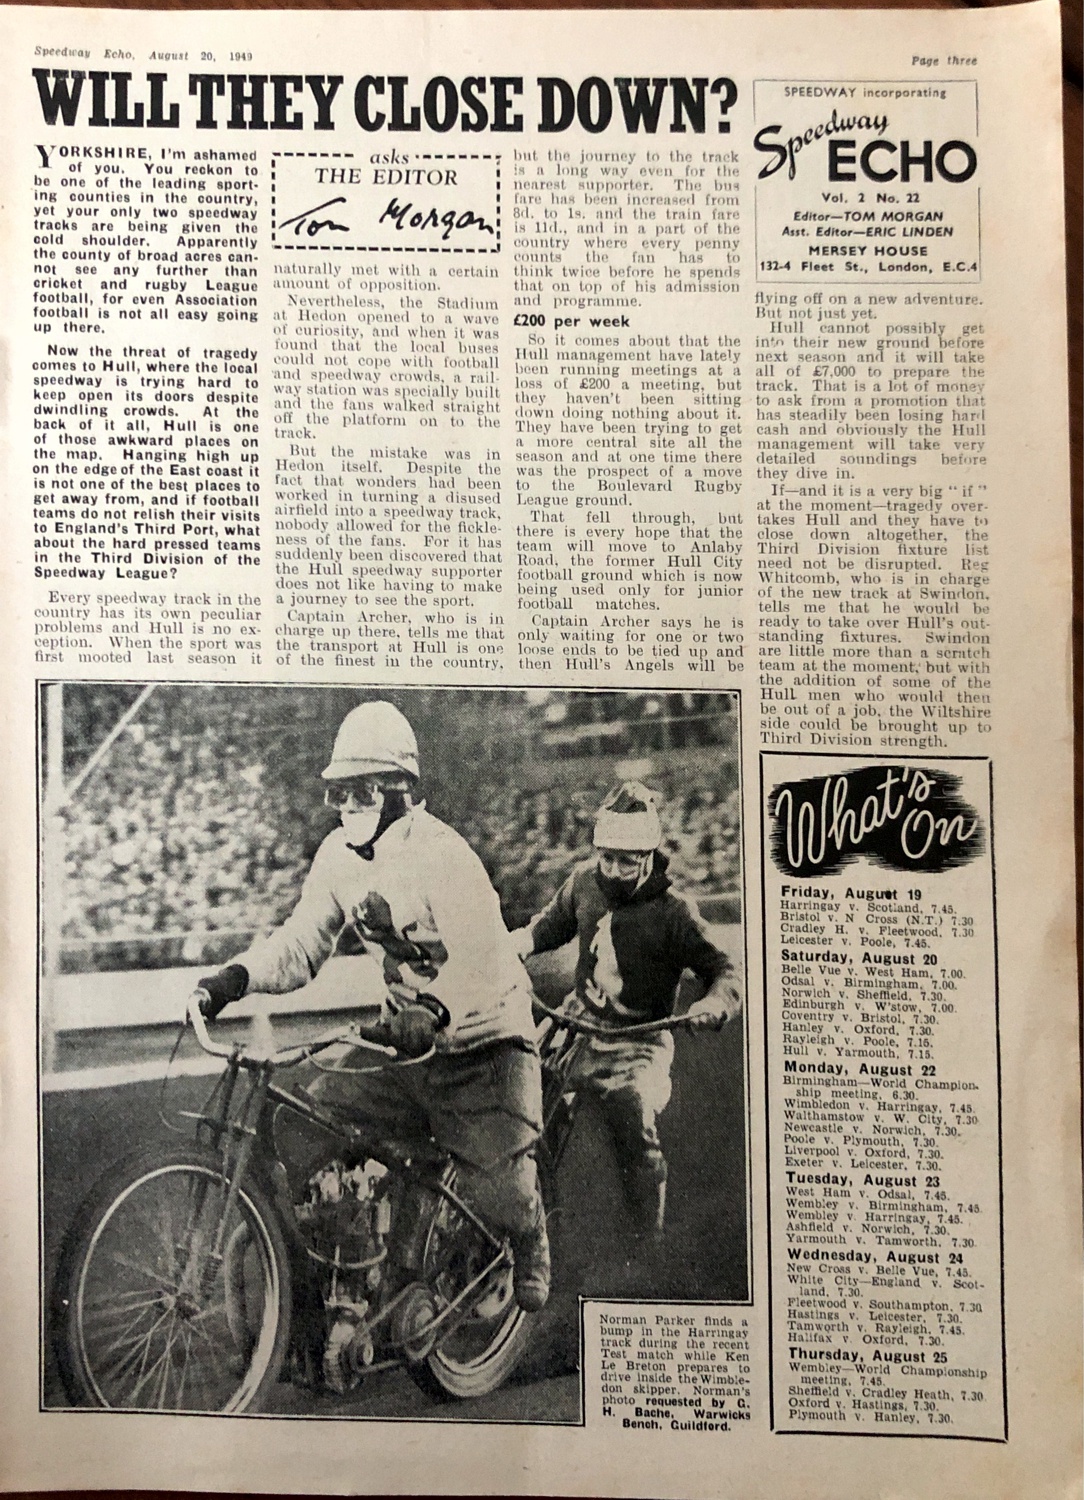 Speedway Echo, August 20, 1949
Page three
WILL THEY CLOSE DOWN?
YORKSHIRE, I'm ashamed
of you. You reckon to
be one of the leading sport-
ing counties in the country,
yet your only two speedway
tracks are being given the
cold shoulder. Apparently
the county of broad acres can-
not see any further than
cricket and rugby League
football, for even Association
football is not all easy going
up there.
Now the threat of tragedy
comes to Hull, where the local
speedway is trying hard to
keep open its doors despite
dwindling crowds. At the
back of it all, Hull is one
of those awkward places on
the map. Hanging high up
on the edge of the East coast it
is not one of the best places to
get away from, and if football
teams do not relish their visits
to England's Third Port, what
about the hard pressed teams
in the Third Division of the
Speedway League?
Every speedway track in the
country has its own peculiar
problems and Hull is no ex-
ception. When the sport was
first mooted last season it
asks
THE EDITOR
Tom Morgan
naturally met with a certain
amount of opposition.
Nevertheless, the Stadium
at Hedon opened to a wave
of curiosity, and when it was
found that the local buses
could not cope with football
and speedway crowds, a rail-
way station was specially built
and the fans walked straight
off the platform on to the
track.
But the mistake was in
Hedon itself. Despite the
fact that wonders had been
worked in turning a disused
airfield into a speedway track,
nobody allowed for the fickle-
ness of the fans. For it has
suddenly been discovered that
the Hull speedway supporter
does not like having to make
a journey to see the sport.
Captain Archer, who is in
charge up there, tells me that
the transport at Hull is one
of the finest in the country,
but the journey to the track
is a long way even for the
nearest supporter. The bus
fare has been increased from
8d. to 1s. and the train fare
is 11d., and in a part of the
country where every penny
counts the fan has to
think twice before he spends
that on top of his admission
and programme.
£200 per week
So it comes about that the
Hull management have lately
been running meetings at a
loss of £200 a meeting, but
they haven't been sitting
down doing nothing about it.
They have been trying to get
a more central site all the
season and at one time there
was the prospect of a move
to the Boulevard Rugby
League ground.
That fell through, but
there is every hope that the
team will move to Anlaby
Road, the former Hull City
football ground which is now
being used only for junior
football matches.
Captain Archer says he is
only waiting for one or two
loose ends to be tied up and
then Hull's Angels will be
SPEEDWAY incorporating
Speedway
ECHO
Vol. 2 No. 22
Editor—TOM MORGAN
Asst. Editor—ERIC LINDEN
MERSEY HOUSE
132-4 Fleet St., London, E.C.4
flying off on a new adventure.
But not just yet.
Hull cannot possibly get
into their new ground before
next season and it will take
all of £7,000 to prepare the
track. That is a lot of money
to ask from a promotion that
has steadily been losing hard
cash and obviously the Hull
management will take very
detailed soundings before
they dive in.
If—and it is a very big "if"
at the moment—tragedy over-
takes Hull and they have to
close down altogether, the
Third Division fixture list
need not be disrupted. Reg
Whitcomb, who is in charge
of the new track at Swindon,
tells me that he would be
ready to take over Hull's out-
standing fixtures. Swindon
are little more than a scratch
team at the moment, but with
the addition of some of the
Hull men who would then
be out of a job, the Wiltshire
side could be brought up to
Third Division strength.
Norman Parker finds a
bump in the Harringay
track during the recent
Test match while Ken
Le Breton prepares to
drive inside the Wimble-
don skipper. Norman's
photo requested by G.
H. Bache, Warwicks
Bench, Guildford.
What's
On
Friday, August 19
Harringay v. Scotland, 7.45.
Bristol v. N Cross (N.T.) 7.30
Cradley H. v. Fleetwood, 7.30
Leicester v. Poole, 7.45.
Saturday, August 20
Belle Vue v. West Ham, 7.00.
Odsal v. Birmingham, 7.00.
Norwich v. Sheffield, 7.30.
Edinburgh v. W'stow, 7.00.
Coventry v. Bristol, 7.30.
Hanley v. Oxford, 7.30.
Rayleigh v. Poole, 7.15.
Hull v. Yarmouth, 7.15.
Monday, August 22
Birmingham—World Champion-
ship meeting, 6.30.
Wimbledon v. Harringay, 7.45.
Walthamstow v. W. City, 7.30
Newcastle v. Norwich, 7.30.
Poole v. Plymouth, 7.30.
Liverpool v. Oxford, 7.30.
Exeter v. Leicester, 7.30.
Tuesday, August 23
West Ham v. Odsal, 7.45.
Wembley v. Birmingham, 7.45.
Wembley v. Harringay, 7.45.
Ashfield v. Norwich, 7.30.
Yarmouth v. Tamworth, 7.30.
Wednesday, August 24
New Cross v. Belle Vue, 7.45.
White City—England v. Scot-
land, 7.30.
Fleetwood v. Southampton, 7.30
Hastings v. Leicester, 7.30.
Tamworth v. Rayleigh, 7.45.
Halifax v. Oxford, 7.30.
Thursday, August 25
Wembley—World Championship
meeting, 7.45.
Sheffield v. Cradley Heath, 7.30
Oxford v. Hastings, 7.30.
Plymouth v. Hanley, 7.30.